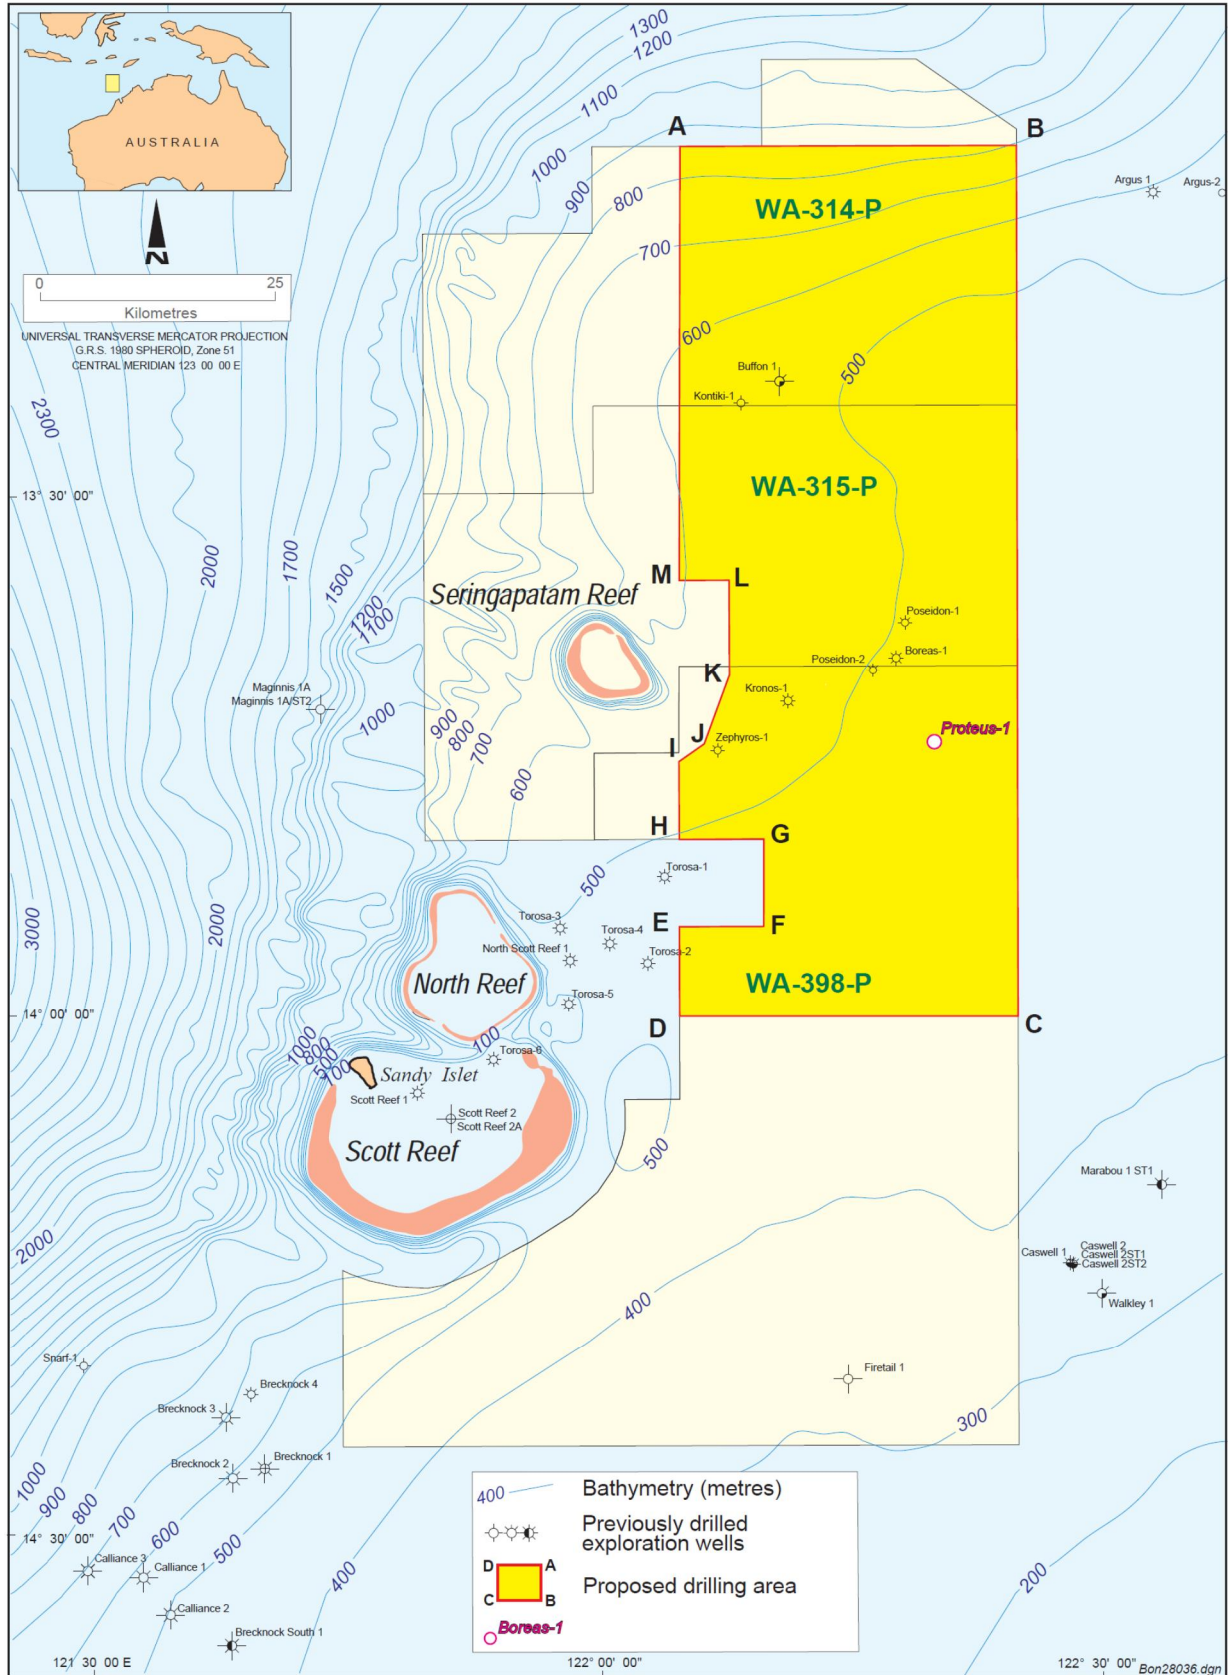 AUSTRALIA
N
0 25
Kilometres
UNIVERSAL TRANSVERSE MERCATOR PROJECTION
G.R.S. 1980 SPHEROID, Zone 51
CENTRAL MERIDIAN 123 00 00 E
1300
1200
1100
1000
900
800
700
600
500
A
B
Argus 1
Argus-2
WA-314-P
Buffon 1
Kontiki-1
WA-315-P
2300
2000
1700
1500
1200
1100
1000
900
800
700
600
13° 30' 00"
M
L
Seringapatam Reef
Poseidon-1
Boreas-1
Poseidon-2
K
Kronos-1
Maginnis 1A
Maginnis 1A/ST2
J
Zephyros-1
I
Proteus-1
H
G
500
Torosa-1
3000
2000
E
F
Torosa-3
Torosa-4
North Scott Reef 1
Torosa-2
North Reef
WA-398-P
Torosa-5
14° 00' 00"
D
C
1000
800
500
100
100
Torosa-6
Sandy Islet
Scott Reef 1
Scott Reef 2
Scott Reef 2A
Scott Reef
500
Marabou 1 ST1
2000
Caswell 2
Caswell 1
Caswell 2ST1
Caswell 2ST2
Walkley 1
400
Snarf-1
Firetail 1
Brecknock 4
Brecknock 3
300
Brecknock 1
Brecknock 2
1000
900
800
700
600
500
400
14° 30' 00"
Calliance 3
Calliance 1
Calliance 2
Brecknock South 1
200
400 Bathymetry (metres)
Previously drilled
exploration wells
D A
C B
Proposed drilling area
Boreas-1
121 30 00 E
122° 00' 00"
122° 30' 00"
Bon28036.dgn